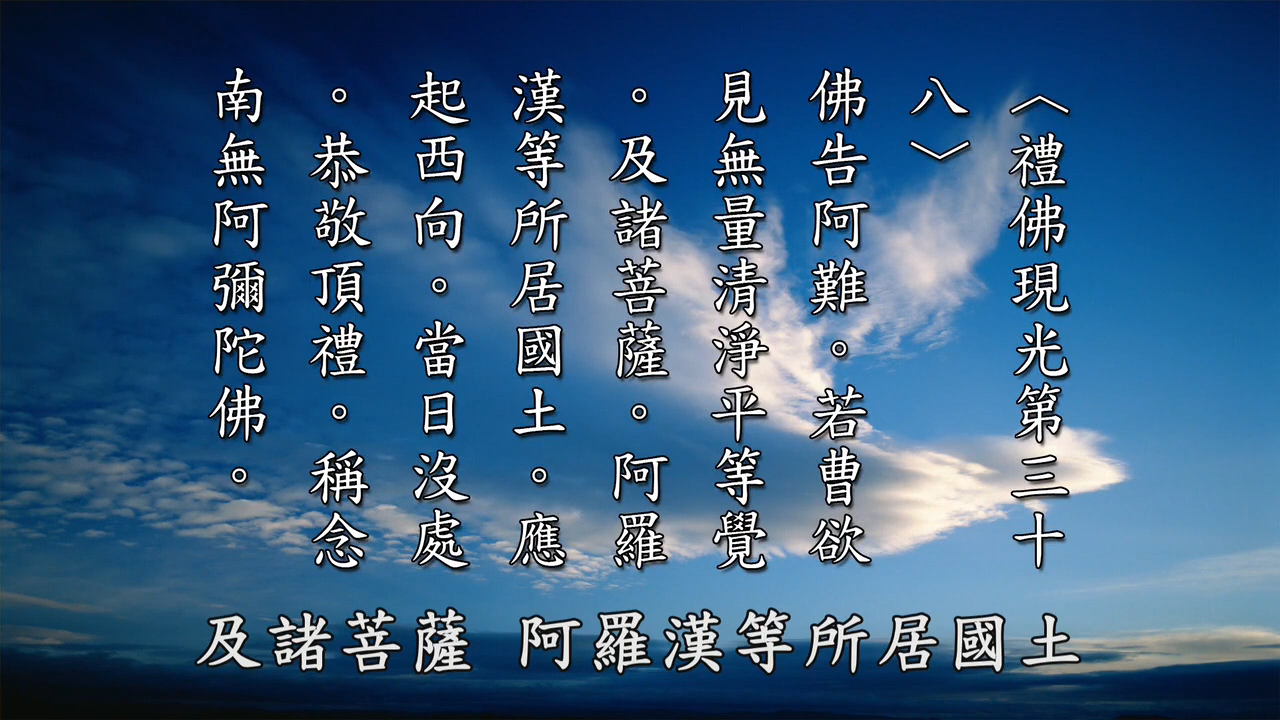 〈禮佛現光第三十
八〉
佛告阿難。若曹欲
見無量清淨平等覺
。及諸菩薩。阿羅
漢等所居國土。應
起西向。當日沒處
。恭敬頂禮。稱念
南無阿彌陀佛。
及諸菩薩 阿羅漢等所居國土